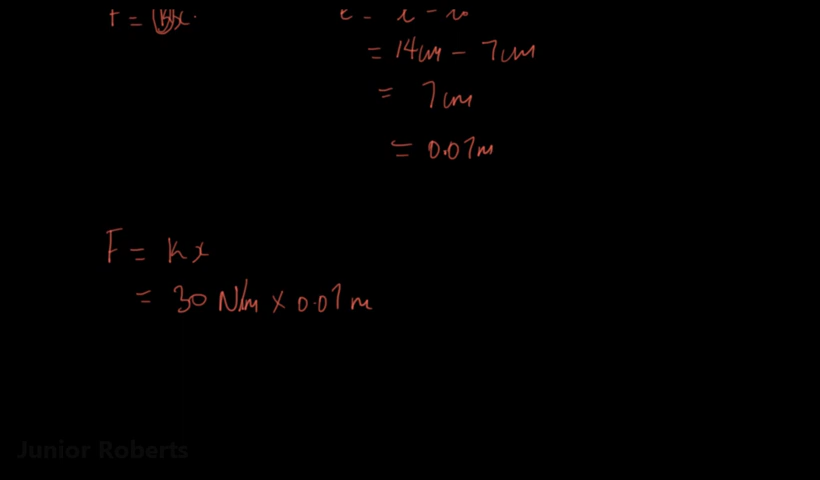 = 14cm - 7cm
= 7cm
= 0.07m
F = kx
= 30 N/m x 0.07m
Junior Roberts